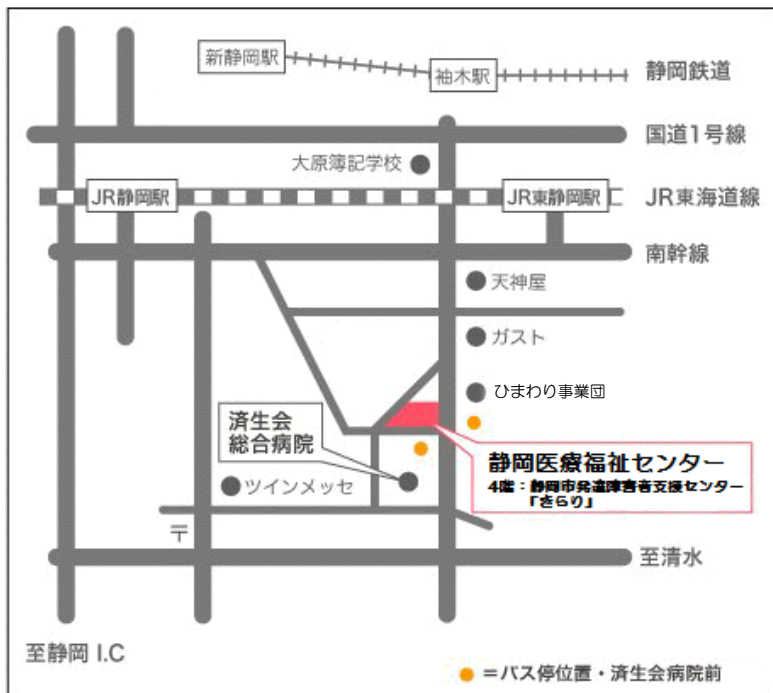 新静岡駅
袖木駅
静岡鉄道
国道1号線
大原簿記学校
JR静岡駅
JR東静岡駅
JR東海道線
南幹線
天神屋
ガスト
ひまわり事業団
済生会
総合病院
静岡医療福祉センター
4階:静岡市発達障害者支援センター
「きらり」
ツインメッセ
〒
至清水
至静岡 I.C
=バス停位置・済生会病院前